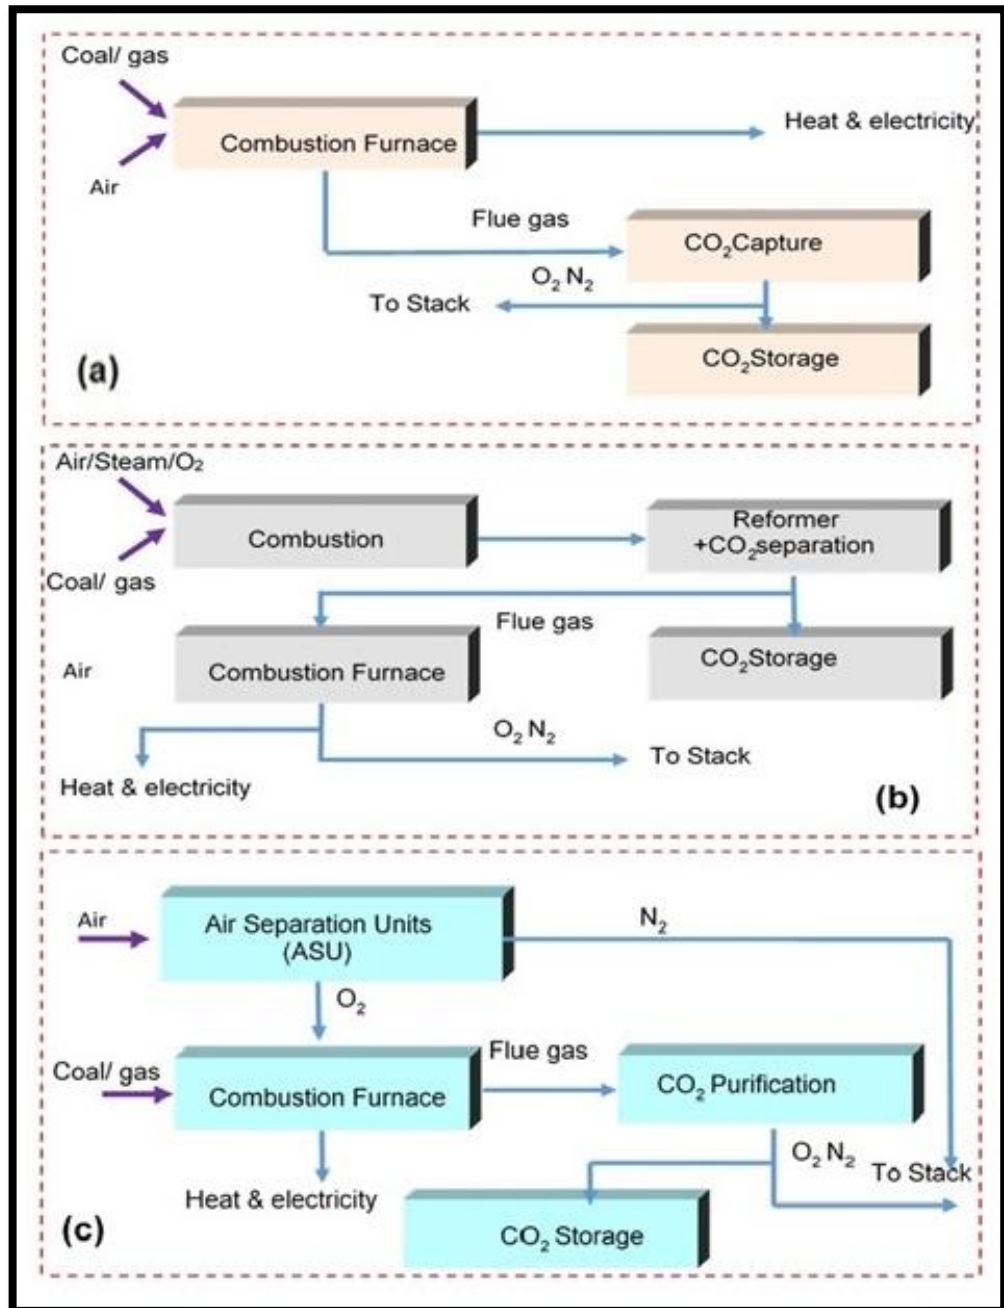 Coal/ gas
Air
Combustion Furnace
Heat & electricity
Flue gas
CO₂Capture
O₂ N₂
To Stack
CO₂Storage
(a)
Air/Steam/O₂
Coal/ gas
Combustion
Reformer
+CO₂separation
Flue gas
Air
Combustion Furnace
CO₂Storage
O₂ N₂
To Stack
Heat & electricity
(b)
Air
Air Separation Units
(ASU)
N₂
O₂
Coal/ gas
Combustion Furnace
Flue gas
CO₂ Purification
O₂ N₂
To Stack
Heat & electricity
CO₂ Storage
(c)